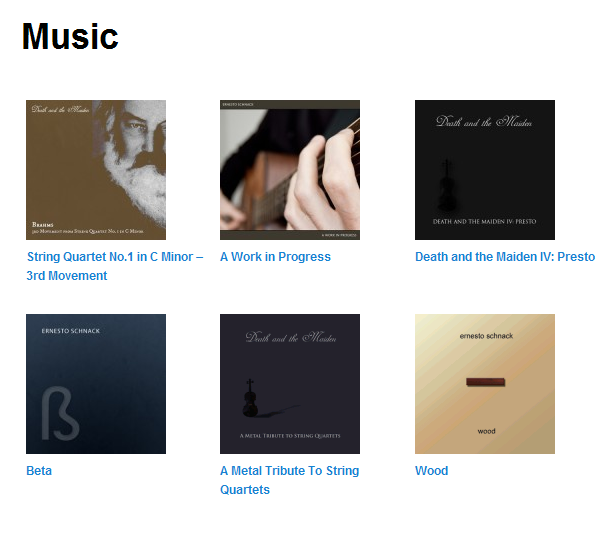 Music
Death and the Maiden
Brahms
3rd Movement from String Quartet No.1 in C Minor
String Quartet No.1 in C Minor –
3rd Movement
ERNESTO SCHNACK
A WORK IN PROGRESS
A Work in Progress
Death and the Maiden
DEATH AND THE MAIDEN IV: PRESTO
Death and the Maiden IV: Presto
ERNESTO SCHNACK
ß
Beta
Death and the Maiden
A Metal Tribute to String Quartets
A Metal Tribute To String
Quartets
ernesto schnack
wood
Wood